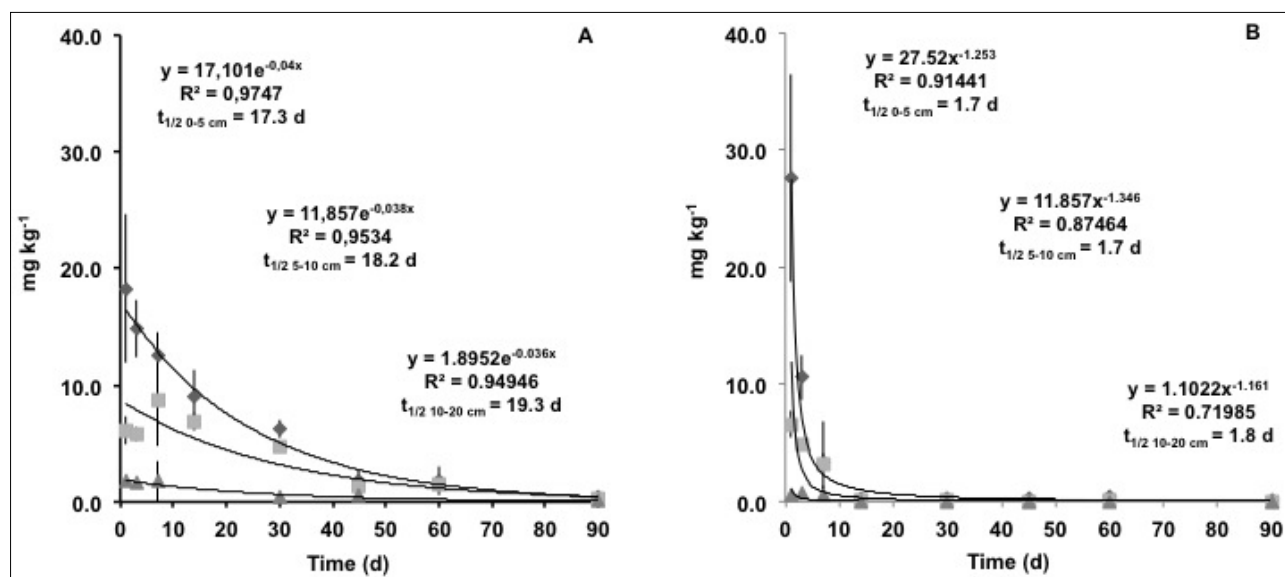 A
40.0
30.0
20.0
10.0
0.0
mg kg-1
y = 17,101e-0,04x
R² = 0,9747
t1/2 0-5 cm = 17.3 d
y = 11,857e-0,038x
R² = 0,9534
t1/2 5-10 cm = 18.2 d
y = 1.8952e-0.036x
R² = 0.94946
t1/2 10-20 cm = 19.3 d
0 10 20 30 40 50 60 70 80 90
Time (d)
B
40.0
30.0
20.0
10.0
0.0
mg kg-1
y = 27.52x-1.253
R² = 0.91441
t1/2 0-5 cm = 1.7 d
y = 11.857x-1.346
R² = 0.87464
t1/2 5-10 cm = 1.7 d
y = 1.1022x-1.161
R² = 0.71985
t1/2 10-20 cm = 1.8 d
0 10 20 30 40 50 60 70 80 90
Time (d)